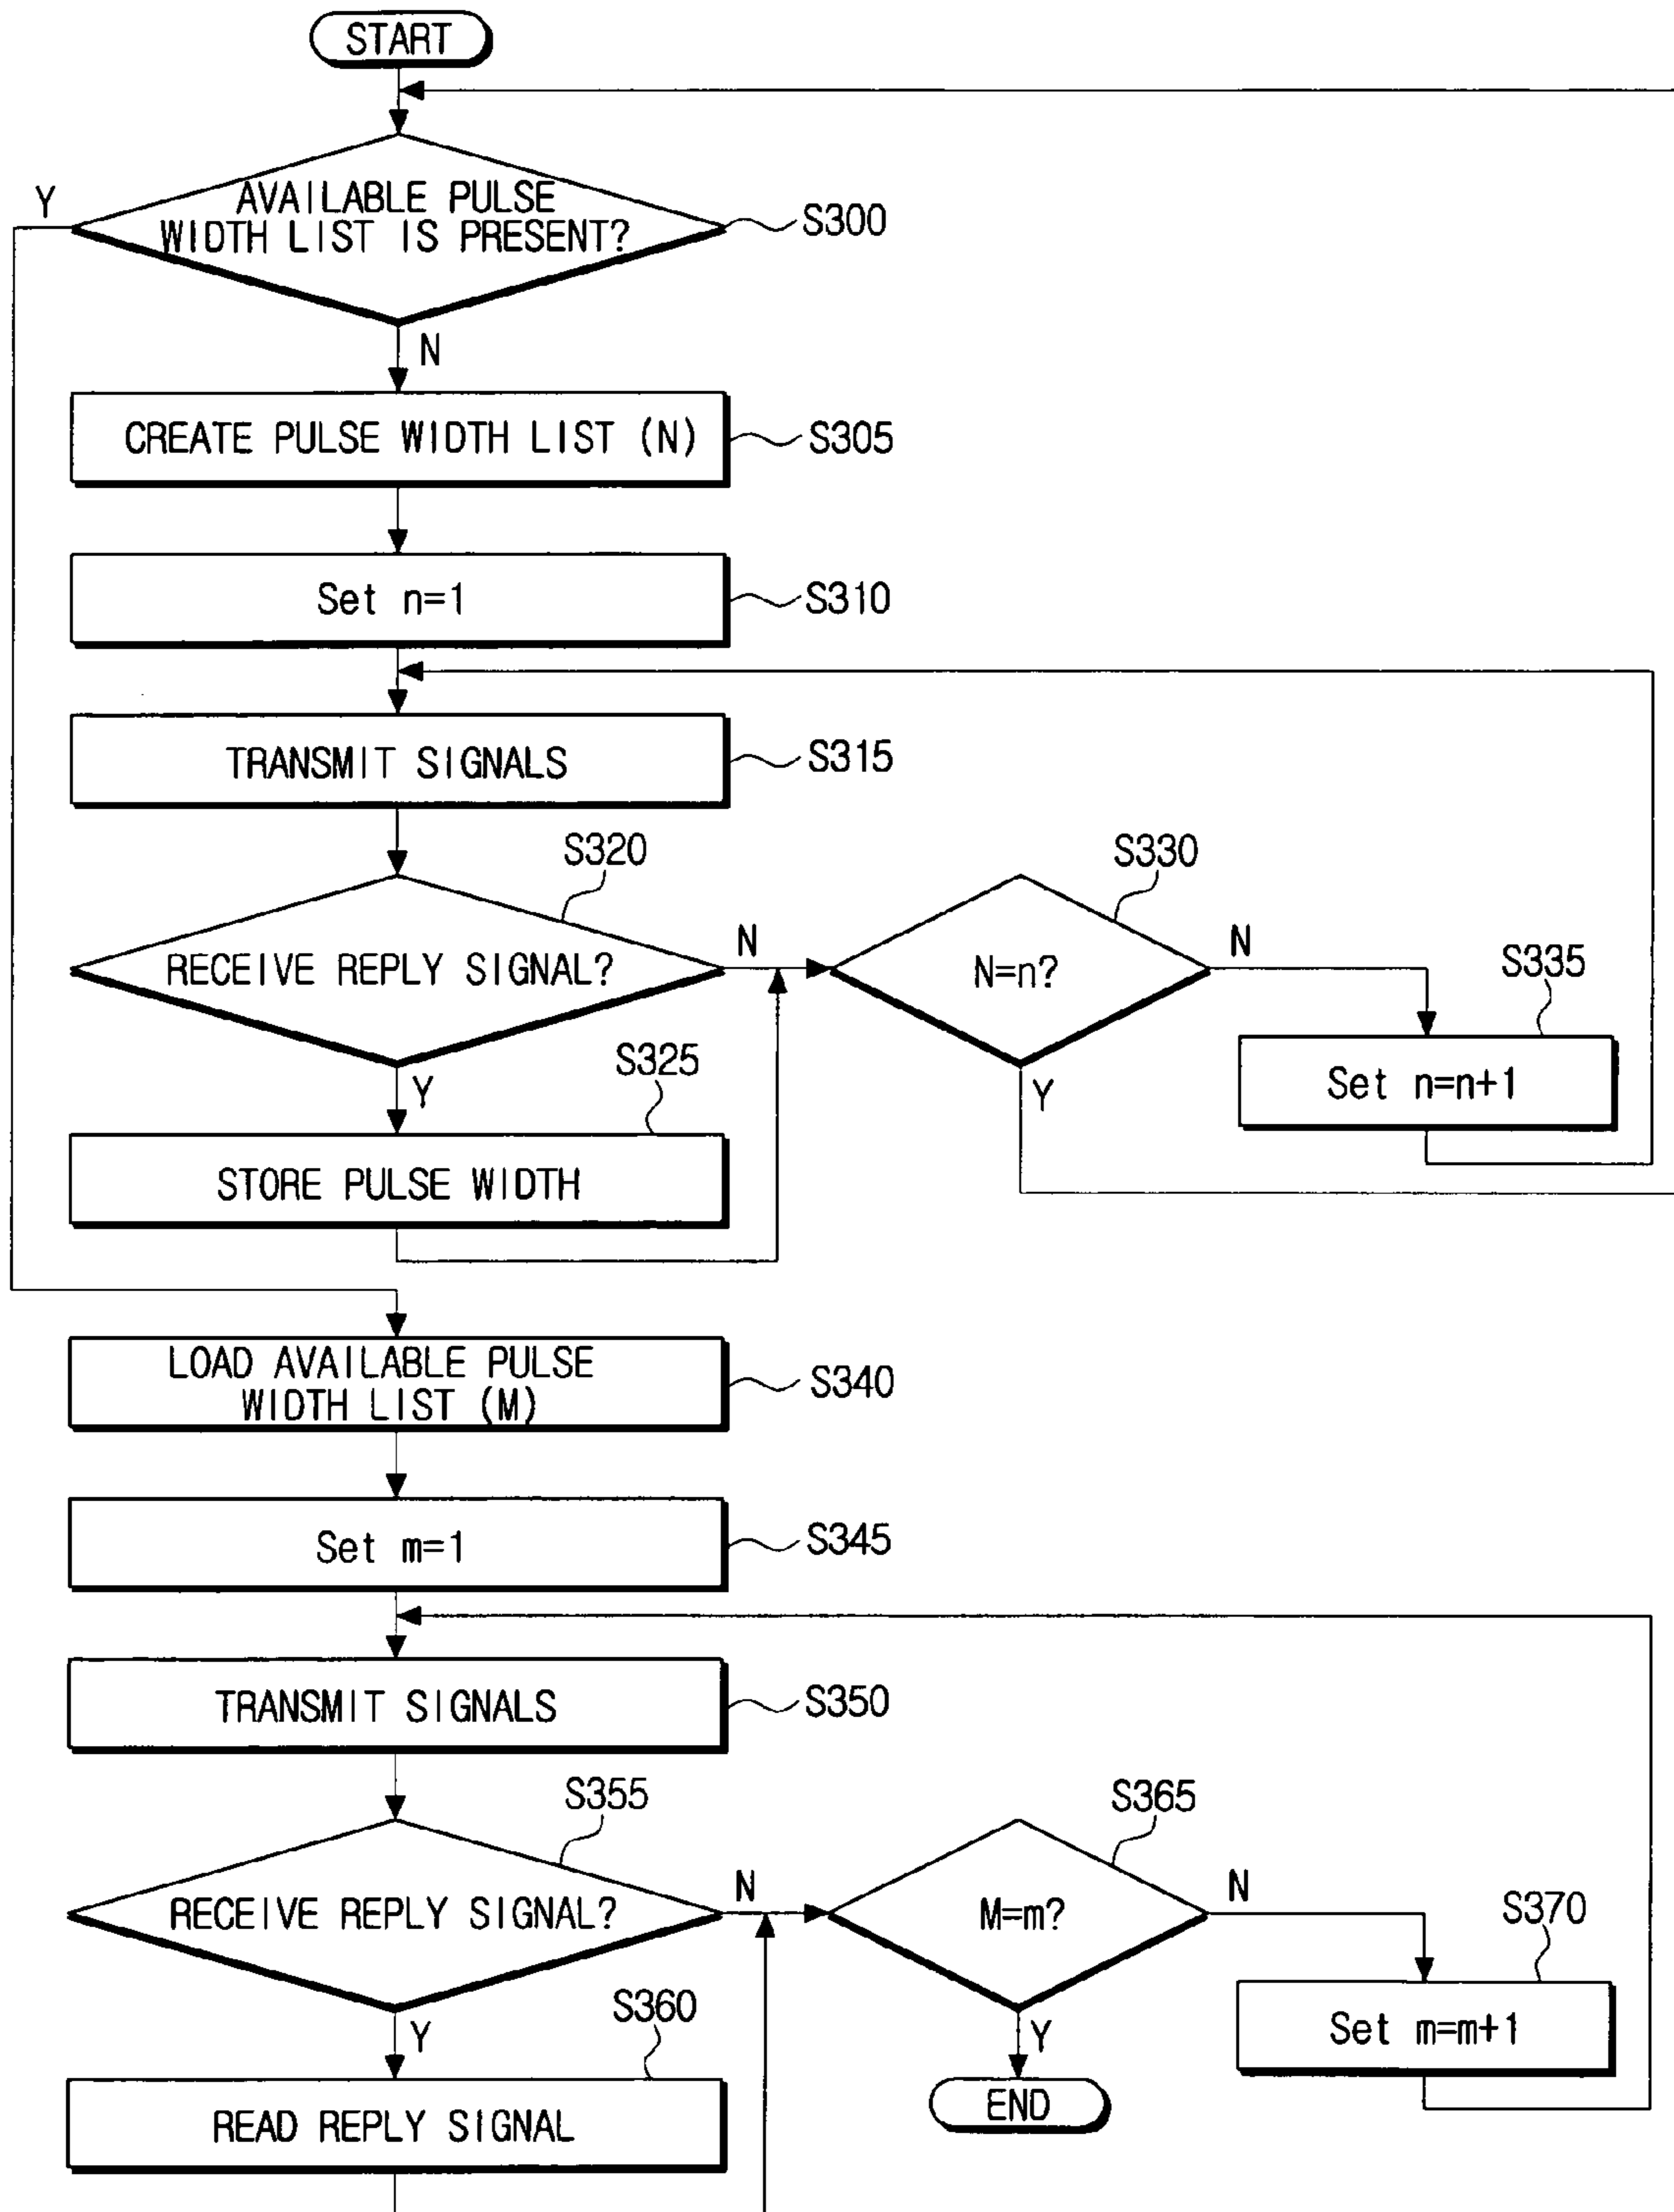 START
Y
AVAILABLE PULSE
WIDTH LIST IS PRESENT?
S300
N
CREATE PULSE WIDTH LIST (N)
S305
Set n=1
S310
TRANSMIT SIGNALS
S315
S320
S330
RECEIVE REPLY SIGNAL?
N
N=n?
N
S335
Y
S325
Y
Set n=n+1
STORE PULSE WIDTH
LOAD AVAILABLE PULSE
WIDTH LIST (M)
S340
Set m=1
S345
TRANSMIT SIGNALS
S350
S355
S365
RECEIVE REPLY SIGNAL?
N
M=m?
N
S370
Y
S360
Y
Set m=m+1
READ REPLY SIGNAL
END